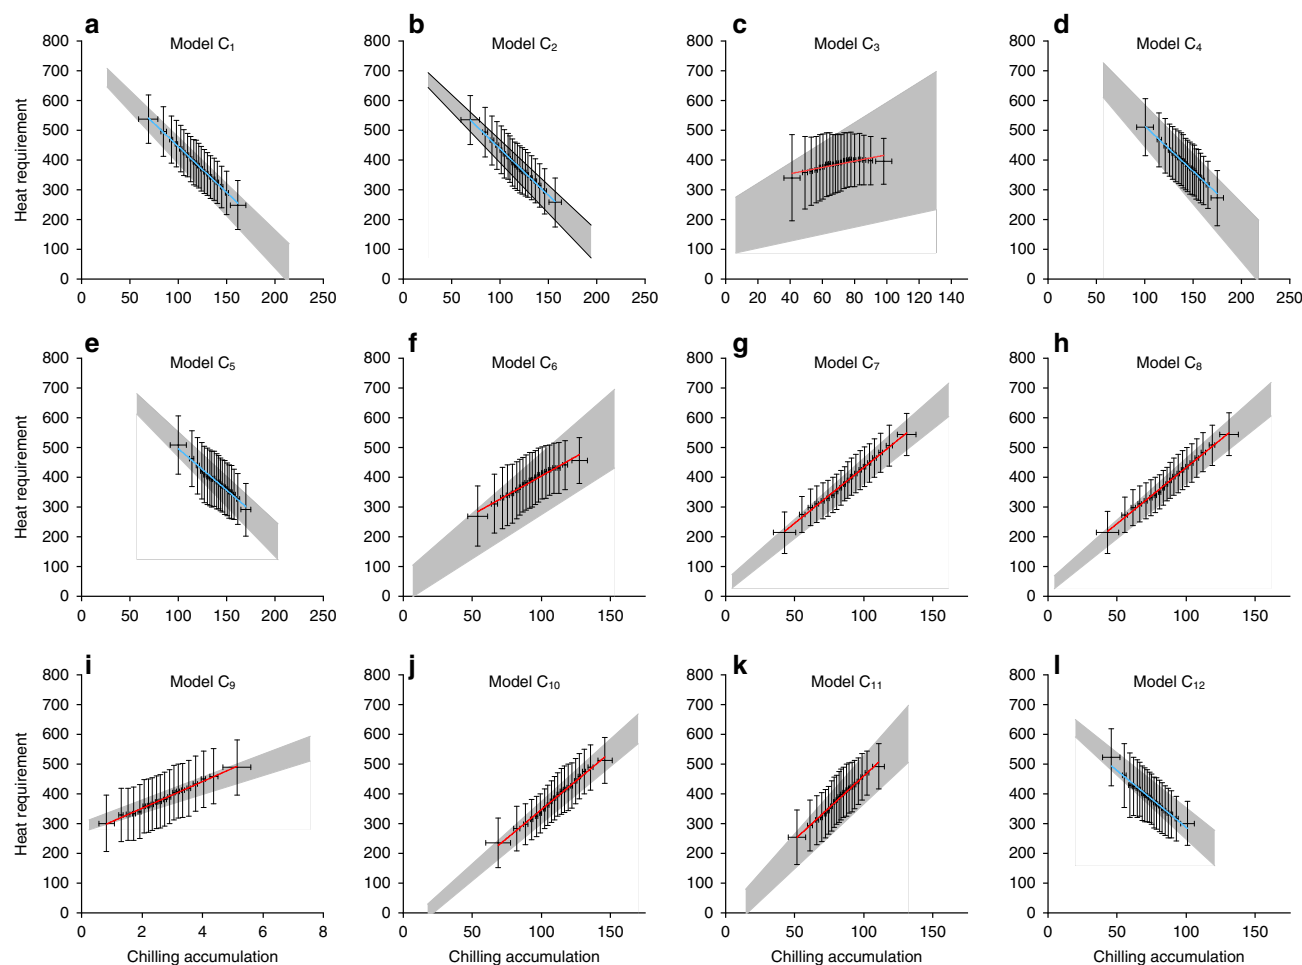 a b c d
Model C1 Model C2 Model C3 Model C4
Heat requirement
800 700 600 500 400 300 200 100 0
800 700 600 500 400 300 200 100 0
800 700 600 500 400 300 200 100 0
800 700 600 500 400 300 200 100 0
0 50 100 150 200 250 0 50 100 150 200 250 0 20 40 60 80 100 120 140 0 50 100 150 200 250
e f g h
Model C5 Model C6 Model C7 Model C8
Heat requirement
800 700 600 500 400 300 200 100 0
800 700 600 500 400 300 200 100 0
800 700 600 500 400 300 200 100 0
800 700 600 500 400 300 200 100 0
0 50 100 150 200 250 0 50 100 150 0 50 100 150 0 50 100 150
i j k l
Model C9 Model C10 Model C11 Model C12
Heat requirement
800 700 600 500 400 300 200 100 0
800 700 600 500 400 300 200 100 0
800 700 600 500 400 300 200 100 0
800 700 600 500 400 300 200 100 0
0 2 4 6 8 0 50 100 150 0 50 100 150 0 50 100 150
Chilling accumulation Chilling accumulation Chilling accumulation Chilling accumulation